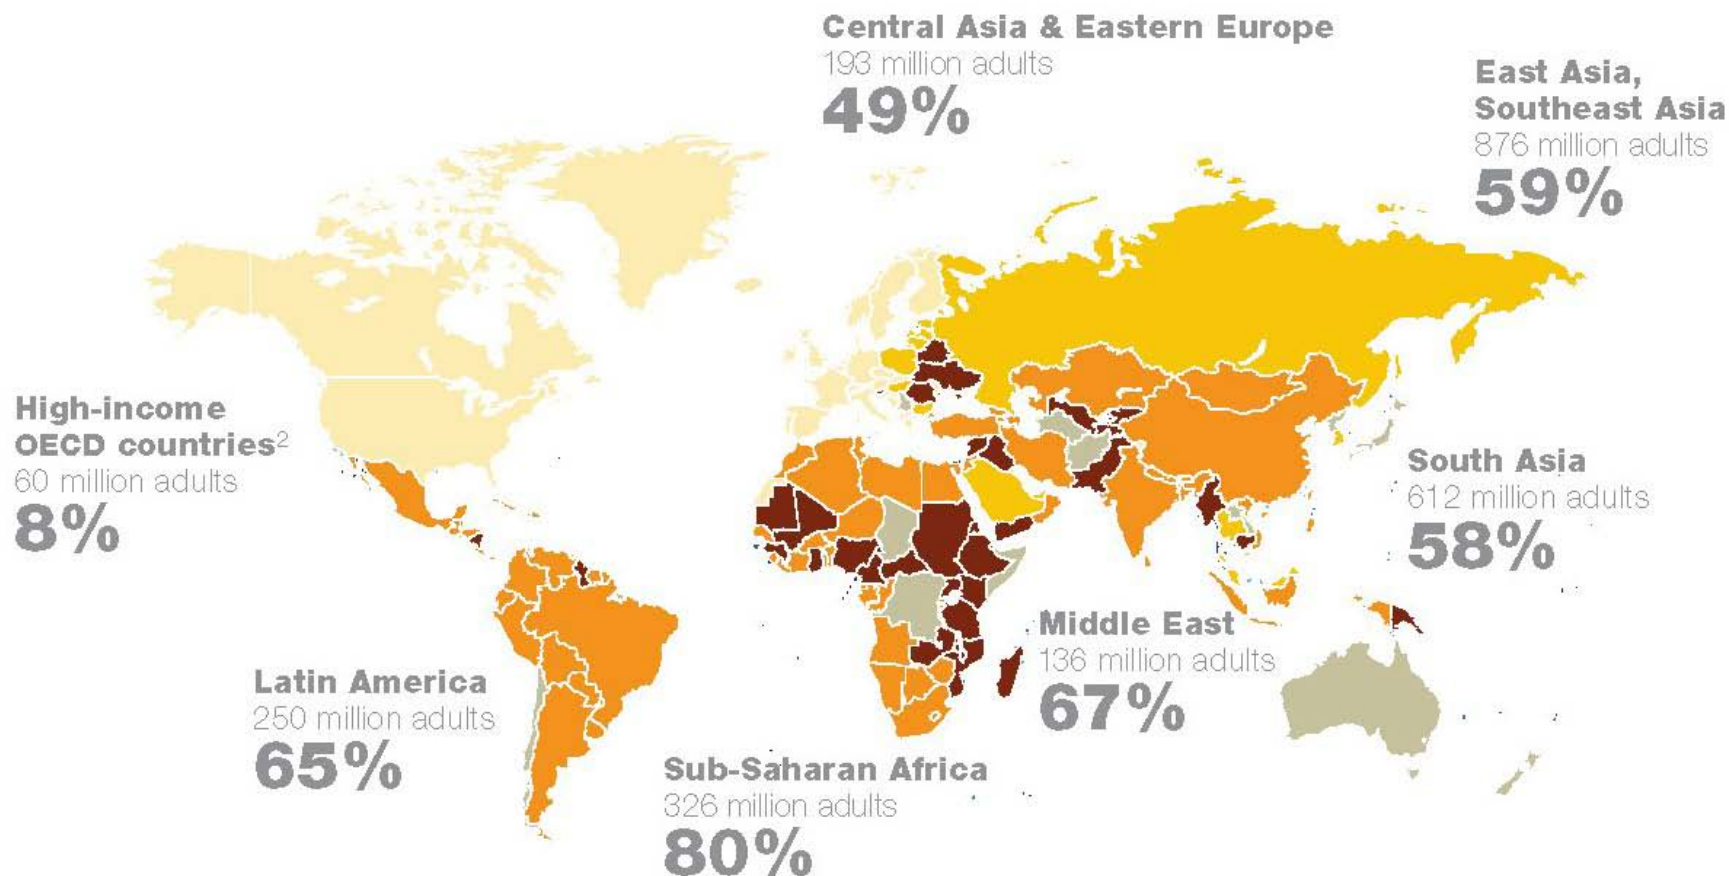 Central Asia & Eastern Europe
193 million adults
49%
East Asia,
Southeast Asia
876 million adults
59%
High-income
OECD countries²
60 million adults
8%
South Asia
612 million adults
58%
Middle East
136 million adults
67%
Latin America
250 million adults
65%
Sub-Saharan Africa
326 million adults
80%